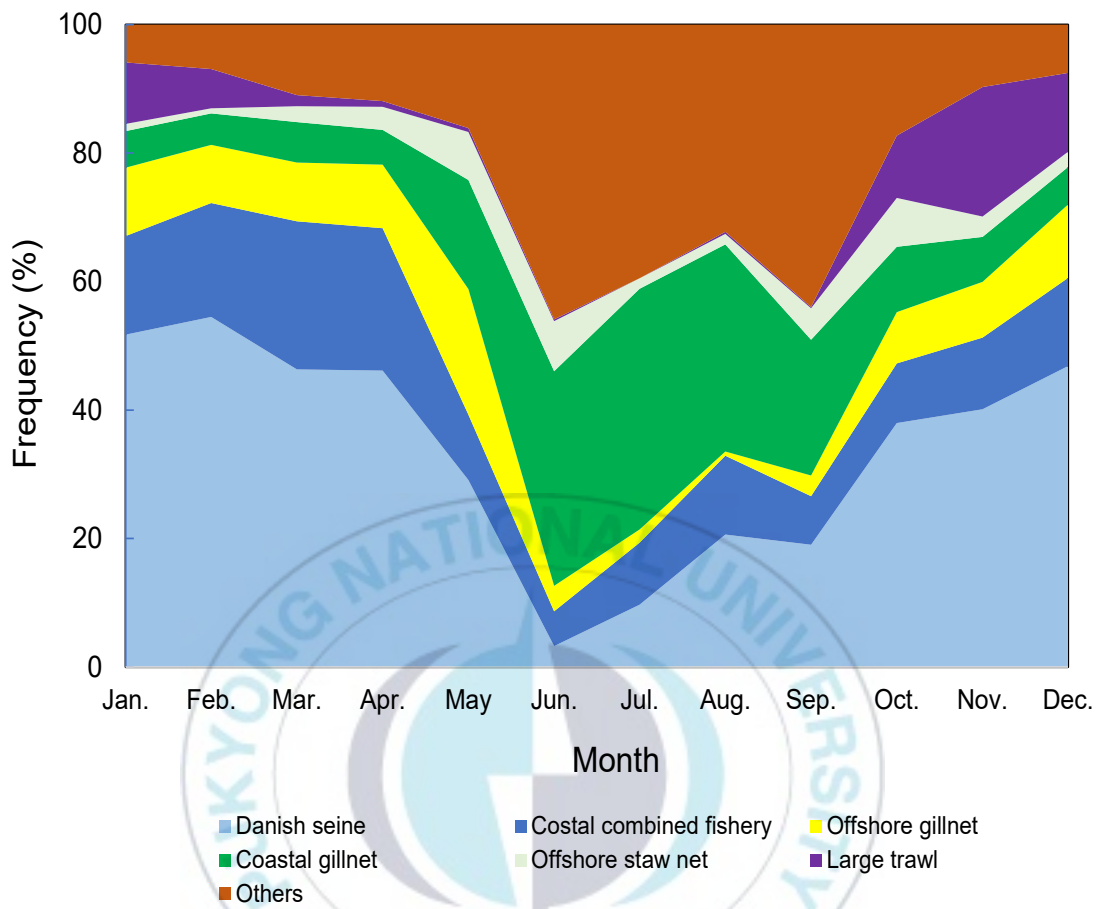 100
80
60
40
20
0
Frequency (%)
Jan. Feb. Mar. Apr. May Jun. Jul. Aug. Sep. Oct. Nov. Dec.
Month
Danish seine Costal combined fishery Offshore gillnet
Coastal gillnet Offshore staw net Large trawl
Others
PUKYONG NATIONAL UNIVERSITY